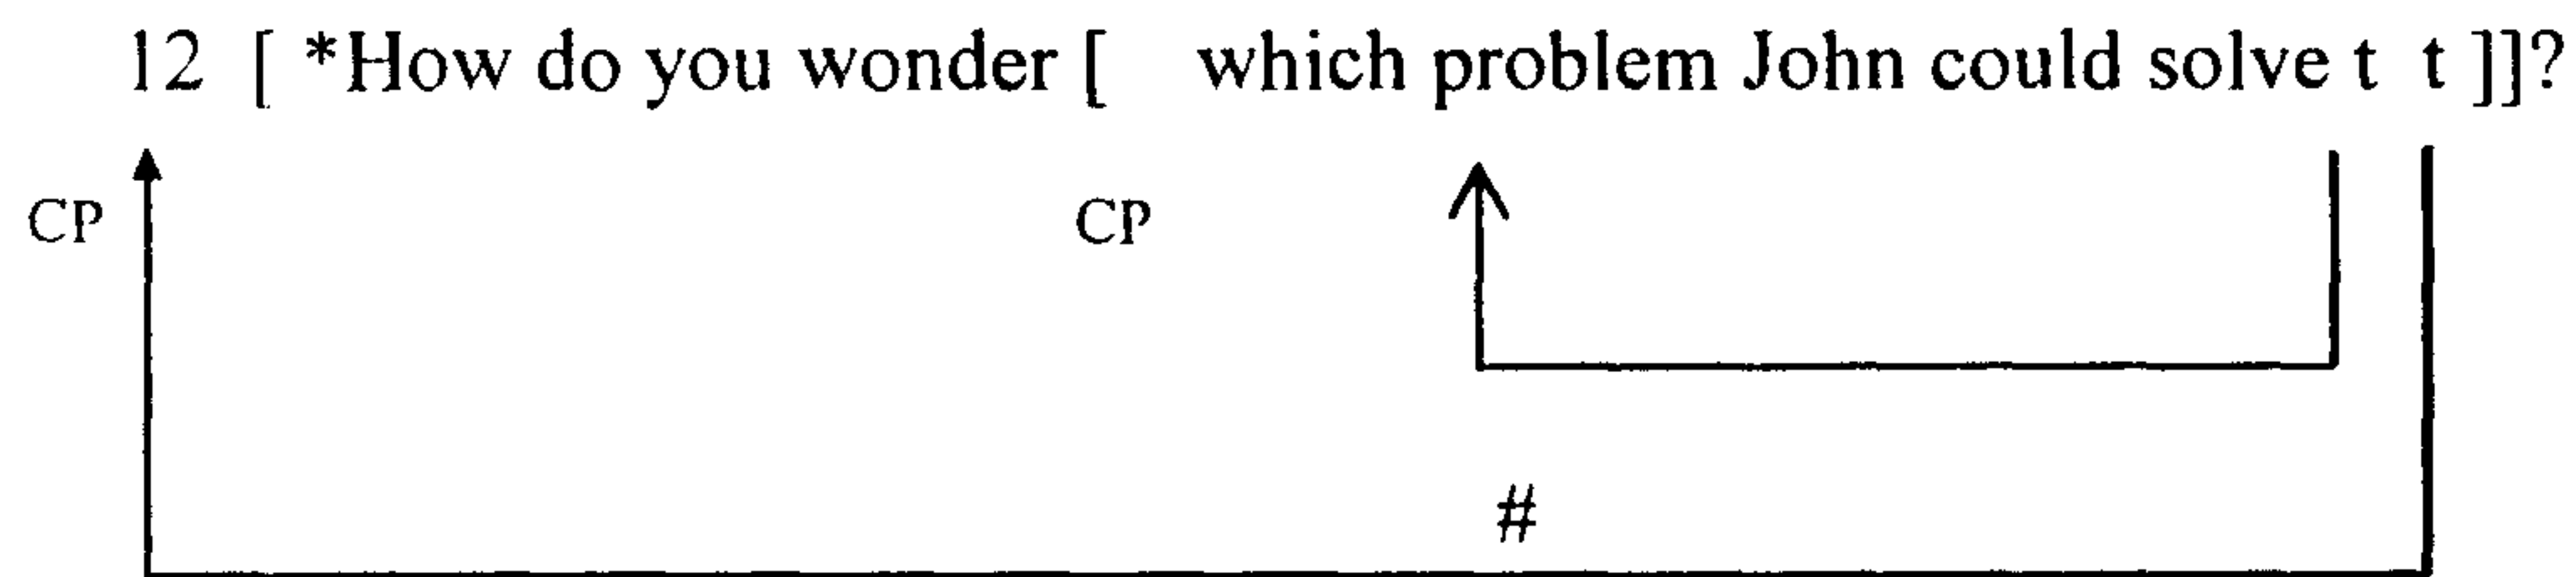 12 [ *How do you wonder [ which problem John could solve t t ]]?
CP CP
#